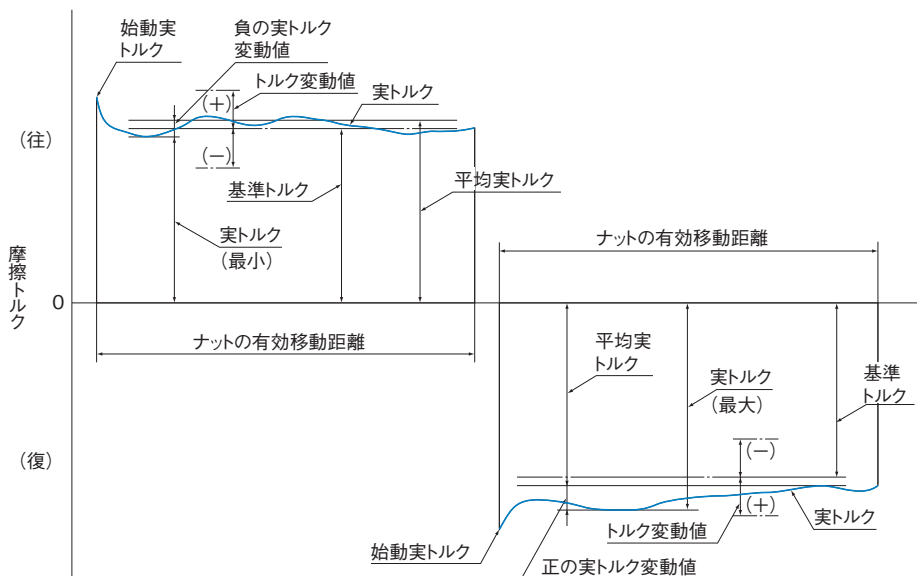 始動実
トルク
負の実トルク
変動値
(+)
トルク変動値
実トルク
(往)
(−)
基準トルク
平均実トルク
実トルク
(最小)
ナットの有効移動距離
摩擦トルク
0
ナットの有効移動距離
平均実
トルク
実トルク
(最大)
基準
トルク
(復)
(−)
(+)
トルク変動値
実トルク
始動実トルク
正の実トルク変動値